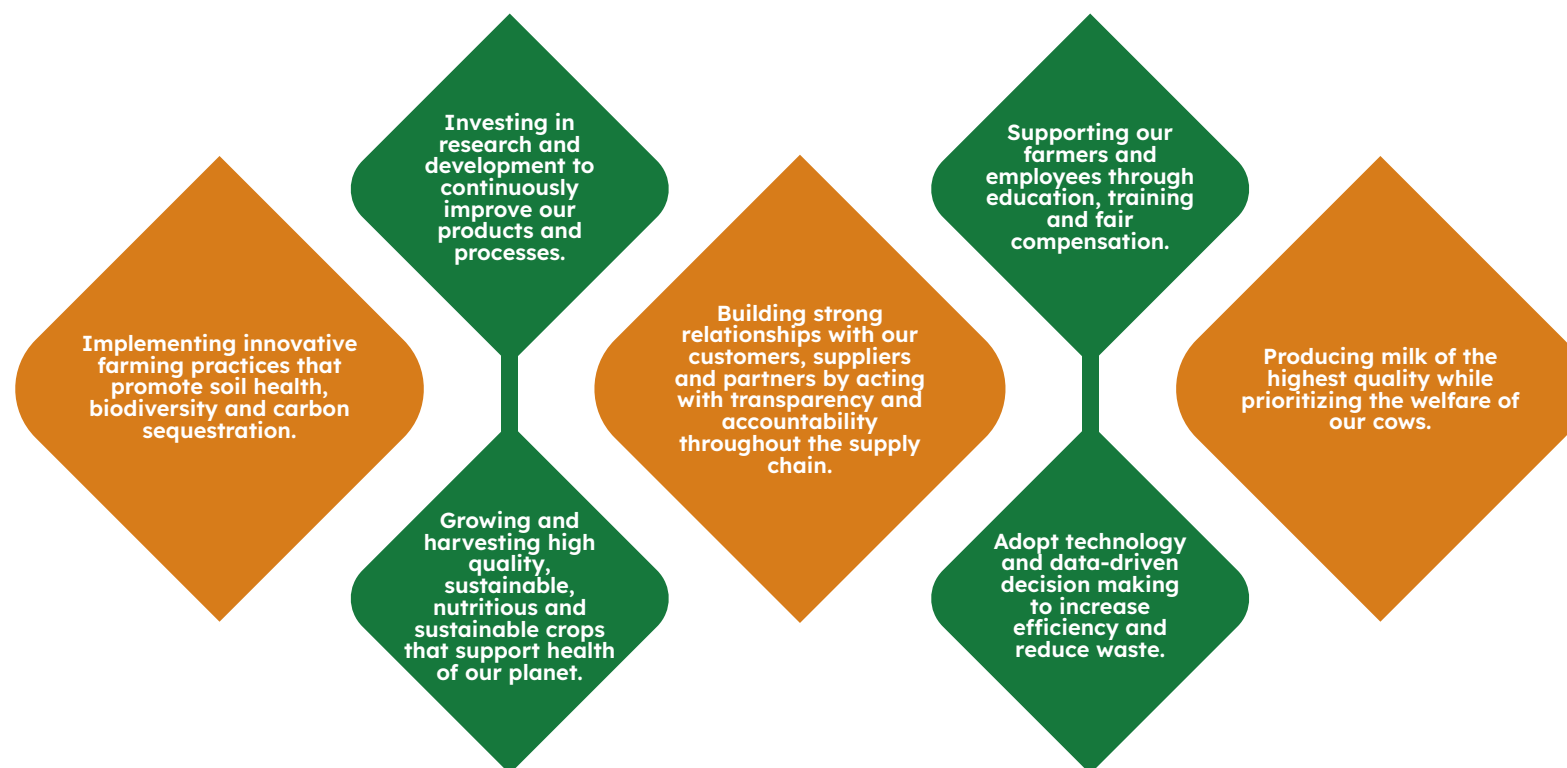 Implementing innovative
farming practices that
promote soil health,
biodiversity and carbon
sequestration.
Investing in
research and
development to
continuously
improve our
products and
processes.
Growing and
harvesting high
quality,
sustainable,
nutritious and
sustainable crops
that support health
of our planet.
Building strong
relationships with our
customers, suppliers
and partners by acting
with transparency and
accountability
throughout the supply
chain.
Supporting our
farmers and
employees through
education, training
and fair
compensation.
Adopt technology
and data-driven
decision making
to increase
efficiency and
reduce waste.
Producing milk of the
highest quality while
prioritizing the welfare of
our cows.